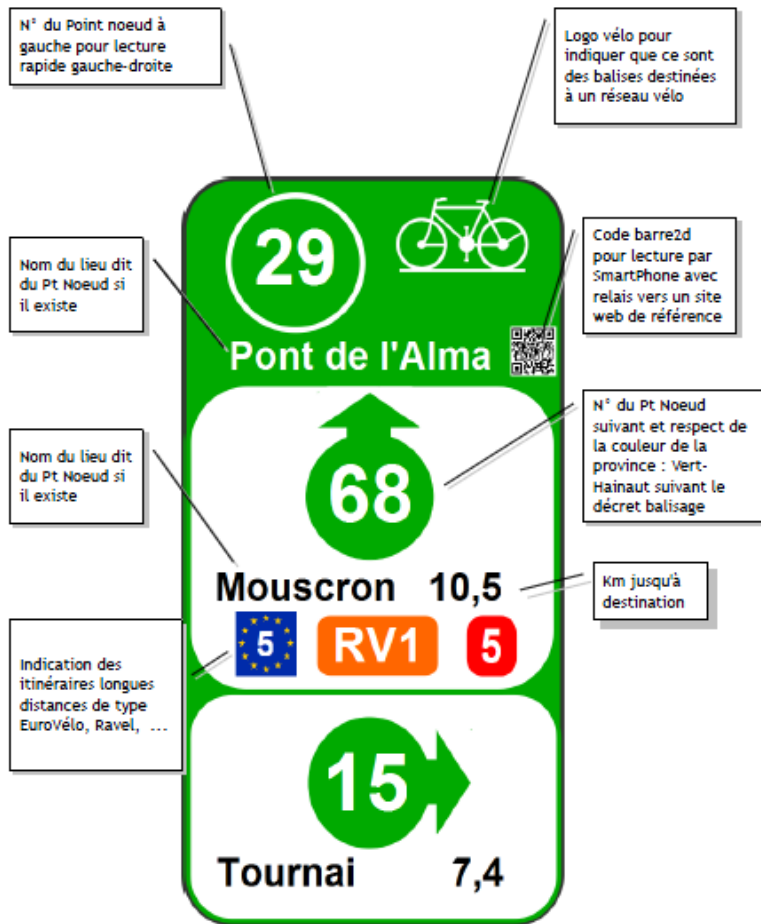 N° du Point noeud à
gauche pour lecture
rapide gauche-droite
Logo vélo pour
indiquer que ce sont
des balises destinées
à un réseau vélo
29
Nom du lieu dit
du Pt Noeud si
il existe
Code barre2d
pour lecture par
SmartPhone avec
relais vers un site
web de référence
Pont de l'Alma
Nom du lieu dit
du Pt Noeud si
il existe
68
N° du Pt Noeud
suivant et respect de
la couleur de la
province : Vert-
Hainaut suivant le
décret balisage
Mouscron 10,5
Km jusqu'à
destination
5 RV1 5
Indication des
itinéraires longues
distances de type
EuroVélo, Ravel, ...
15
Tournai 7,4